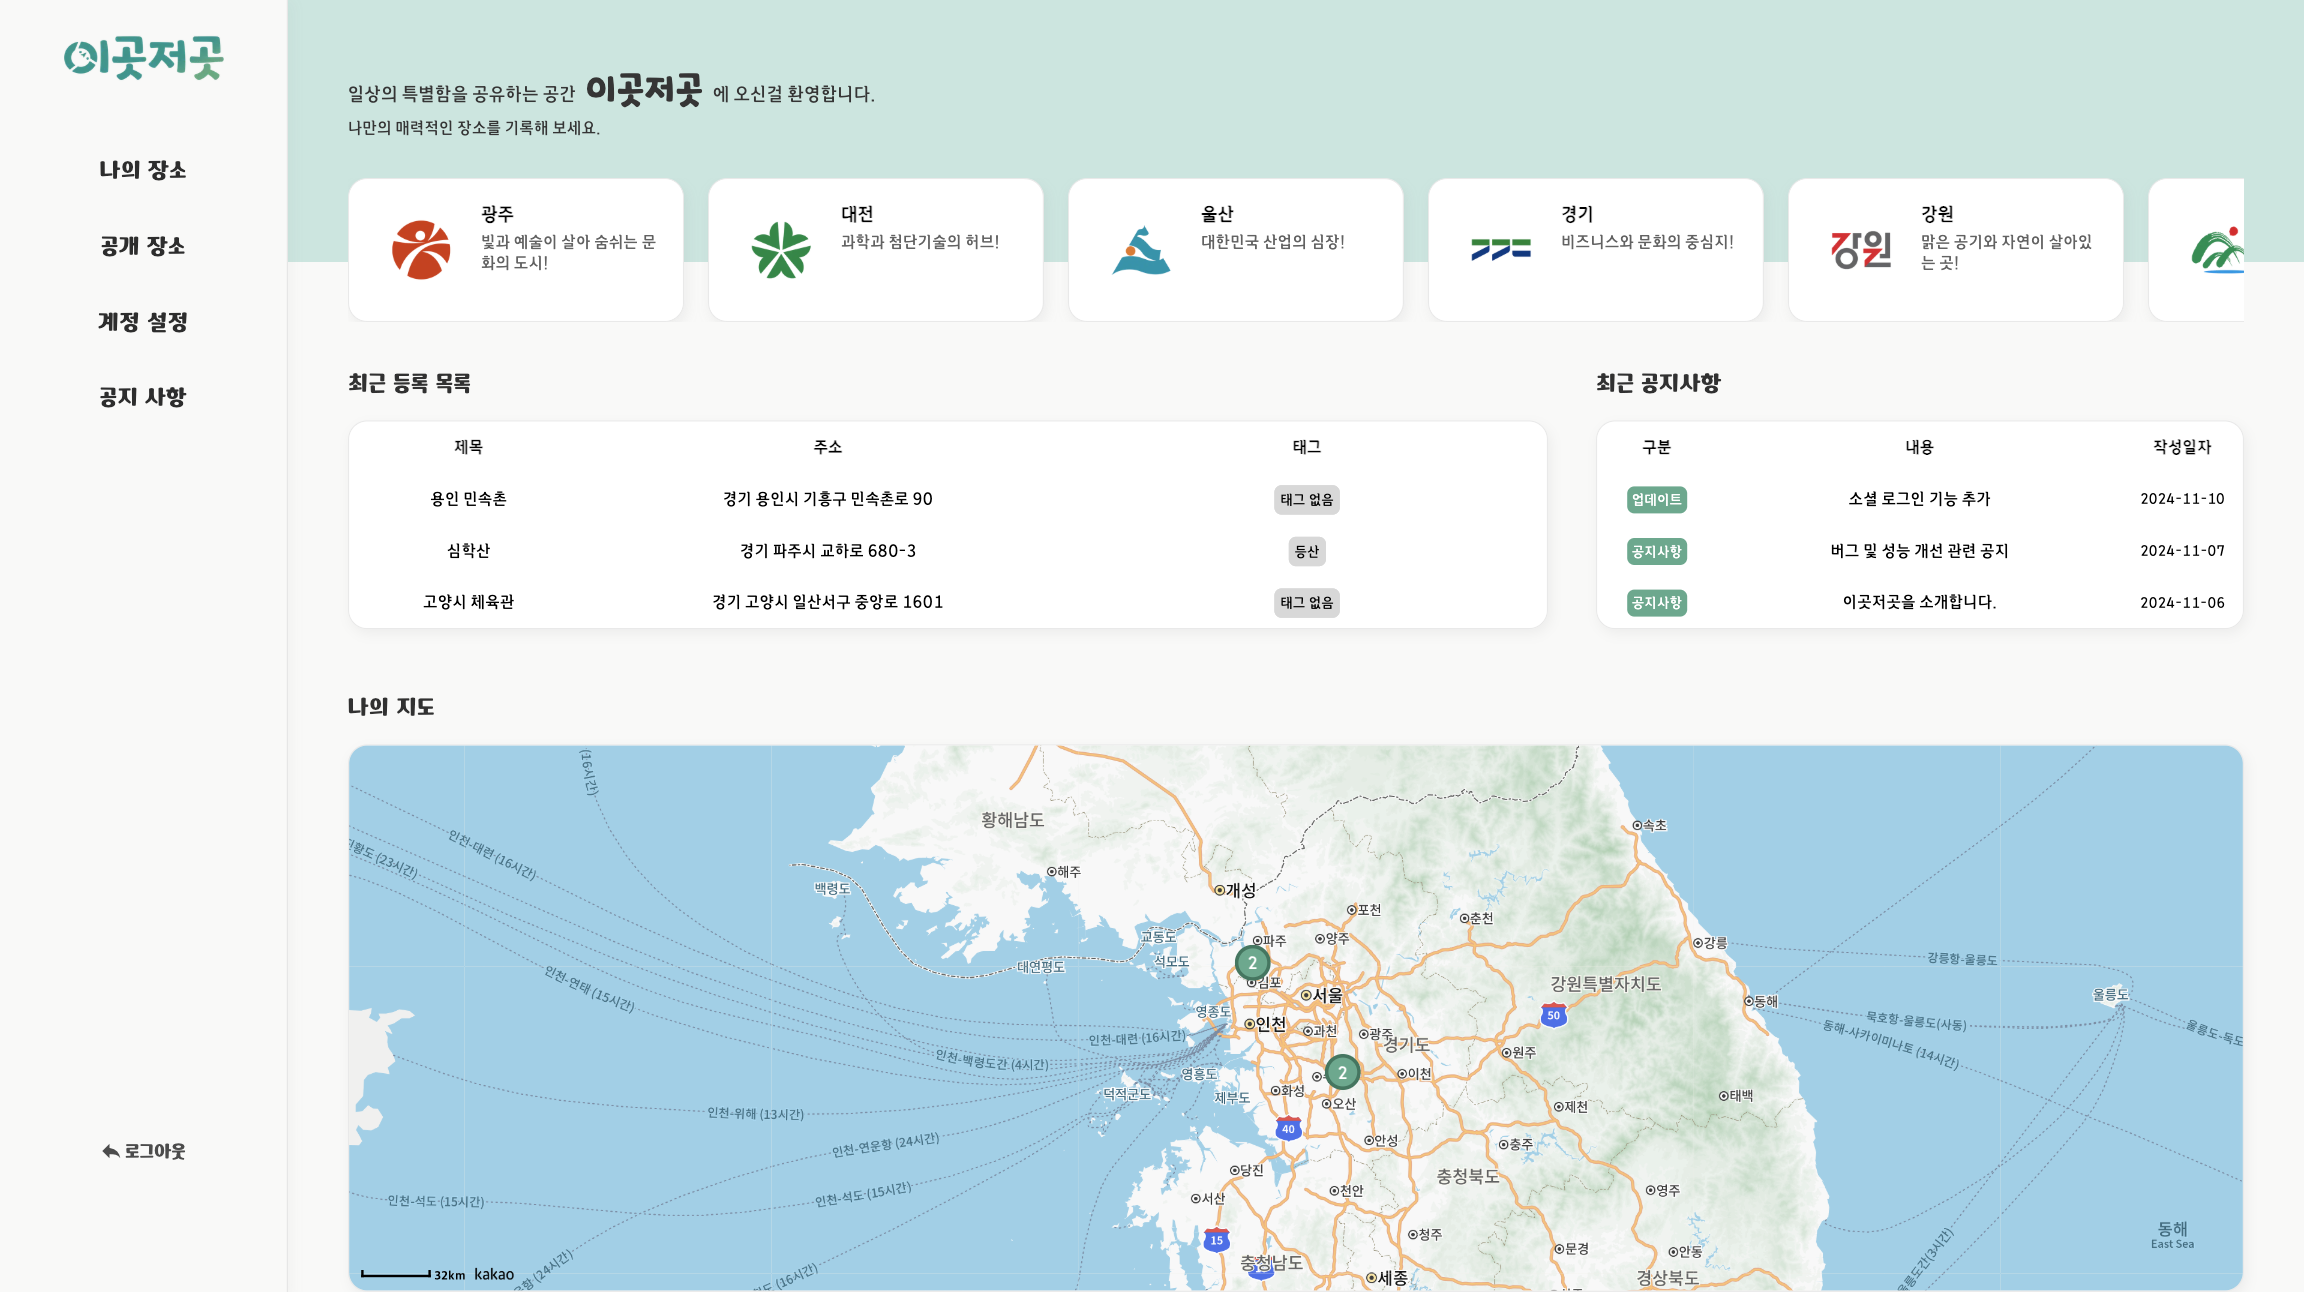 이곳저곳
나의 장소
공개 장소
계정 설정
공지 사항
로그아웃
일상의 특별함을 공유하는 공간 이곳저곳 에 오신걸 환영합니다.
나만의 매력적인 장소를 기록해 보세요.
광주
빛과 예술이 살아 숨쉬는 문
화의 도시!
대전
과학과 첨단기술의 허브!
울산
대한민국 산업의 심장!
경기
비즈니스와 문화의 중심지!
강원
강원
맑은 공기와 자연이 살아있
는 곳!
최근 등록 목록
제목 주소 태그
용인 민속촌 경기 용인시 기흥구 민속촌로 90 태그 없음
심학산 경기 파주시 교하로 680-3 등산
고양시 체육관 경기 고양시 일산서구 중앙로 1601 태그 없음
최근 공지사항
구분 내용 작성일자
업데이트 소셜 로그인 기능 추가 2024-11-10
공지사항 버그 및 성능 개선 관련 공지 2024-11-07
공지사항 이곳저곳을 소개합니다. 2024-11-06
나의 지도
(16시간)
황해남도
속초
인천-대련 (16시간)
황도 (23시간)
해주
백령도
개성
포천
춘천
교동도
파주
양주
강릉
강릉항-울릉도
석모도
대연평도
2
김포
인천-연태 (15시간)
강원특별자치도
서울
울릉도
동해
영종도
50
인천
과천
광주
묵호항-울릉도(사동)
울릉도-독도
동해-사카이미나토 (14시간)
인천-대련 (16시간)
경기도
원주
인천-백령도간 (4시간)
영흥도
2
이천
덕적군도
제부도
화성
오산
태백
제천
인천-위해 (13시간)
40
안성
충주
인천-연운항 (24시간)
당진
충청북도
천안
영주
서산
인천-석도 (15시간)
인천-석도 (15시간)
청주
15
동해
East Sea
문경
안동
충청남도
세종
경상북도
울릉도간(3시간)
항 (24시간)
도 (16시간)
32km kakao